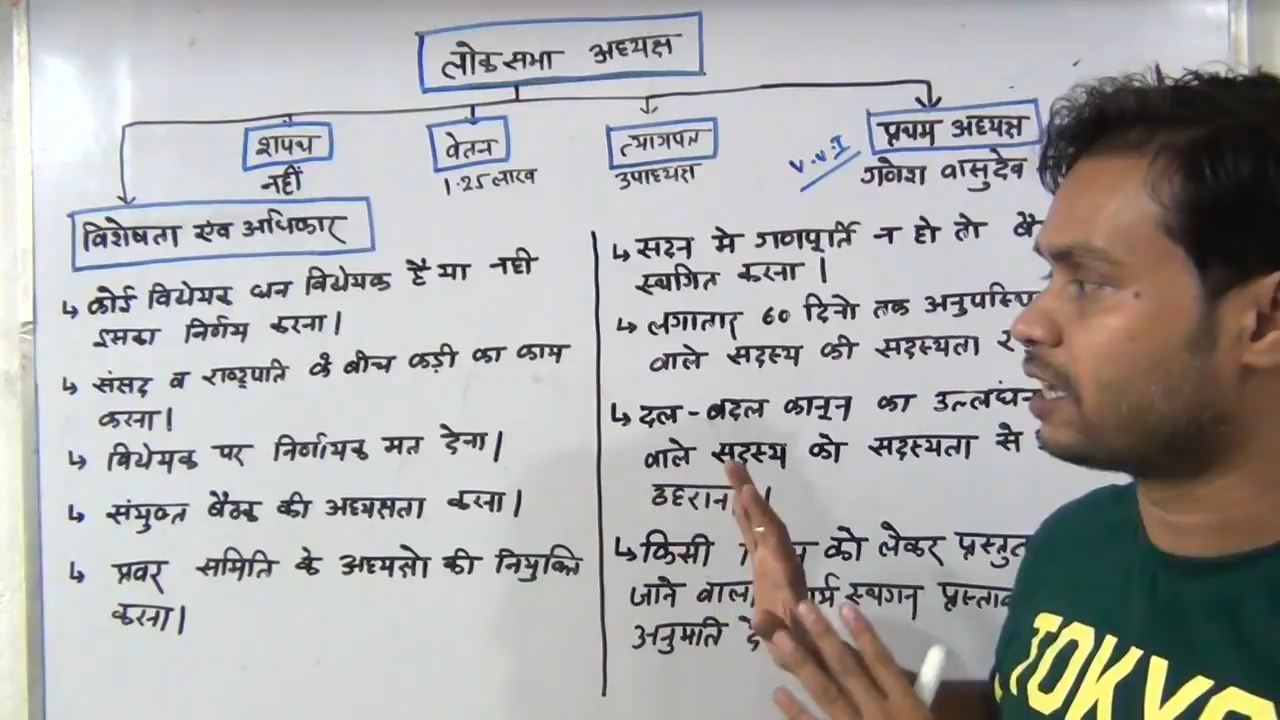 लोकसभा अध्यक्ष
शपथ
नहीं
वेतन
1.25 लाख
त्यागपत्र
उपाध्यक्ष
प्रथम अध्यक्ष
V.V.I
गणेश वासुदेव
विशेषता एंव अधिकार
↳ कोई विधेयक धन विधेयक है या नही
इसका निर्णय करना।
↳ संसद व राष्ट्रपति के बीच कड़ी का काय
करना।
↳ विधेयक पर निर्णायक मत देना।
↳ संयुक्त बैठक की अध्यक्षता करना।
↳ प्रवर समिति के अध्यक्षो की नियुक्ति
करना।
↳ सदन मे गणपूर्ति न हो तो
स्थगित करना।
↳ लगातार 60 दिनो तक
वाले सदस्य की सदस्यता
↳ दल-बदल कानून का उल्लंघन
वाले सदस्य को सदस्यता से
↳ किसी को लेकर प्रस्तुत
जाने वाला स्थगन प्रस्ताव
अनुमति
TOKYO